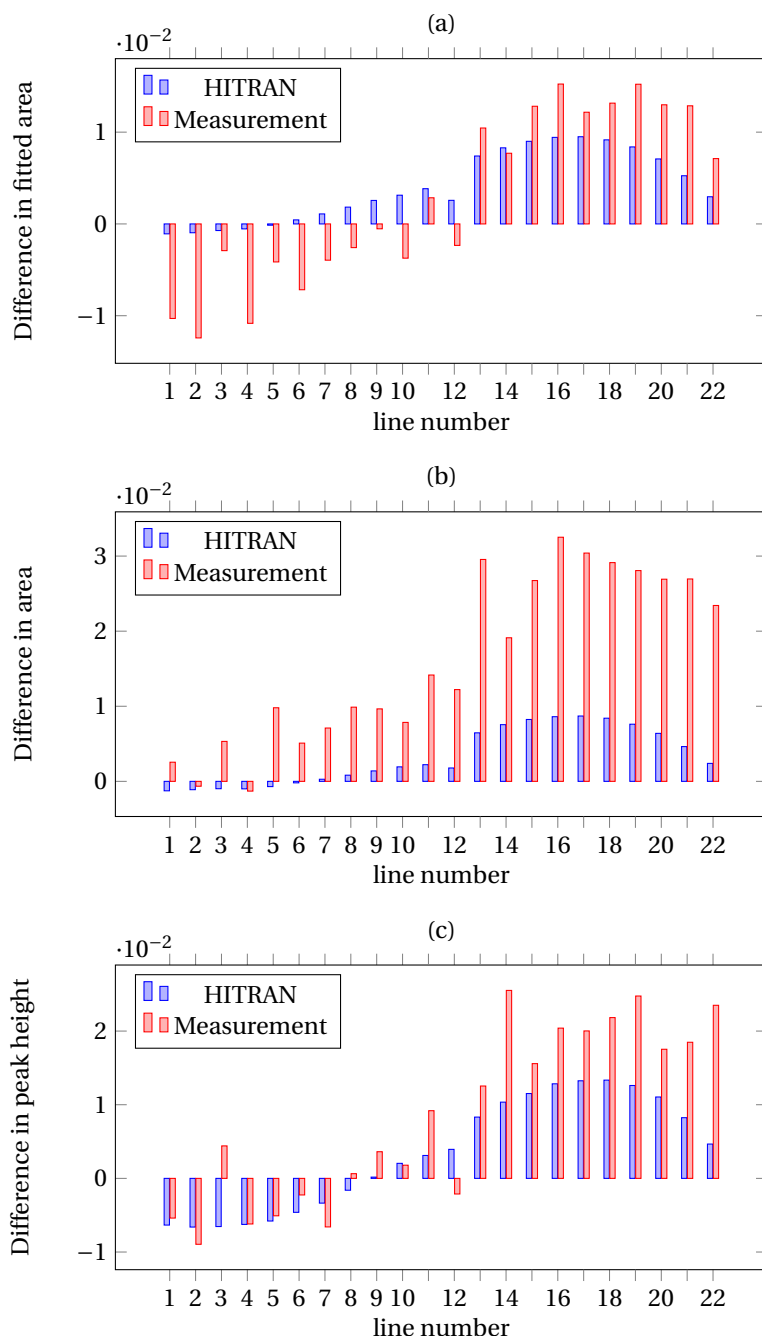 (a)
·10⁻²
HITRAN
Measurement
1
0
−1
Difference in fitted area
1 2 3 4 5 6 7 8 9 10 12 14 16 18 20 22
line number
(b)
·10⁻²
HITRAN
Measurement
3
2
1
0
Difference in area
1 2 3 4 5 6 7 8 9 10 12 14 16 18 20 22
line number
(c)
·10⁻²
HITRAN
Measurement
2
1
0
−1
Difference in peak height
1 2 3 4 5 6 7 8 9 10 12 14 16 18 20 22
line number